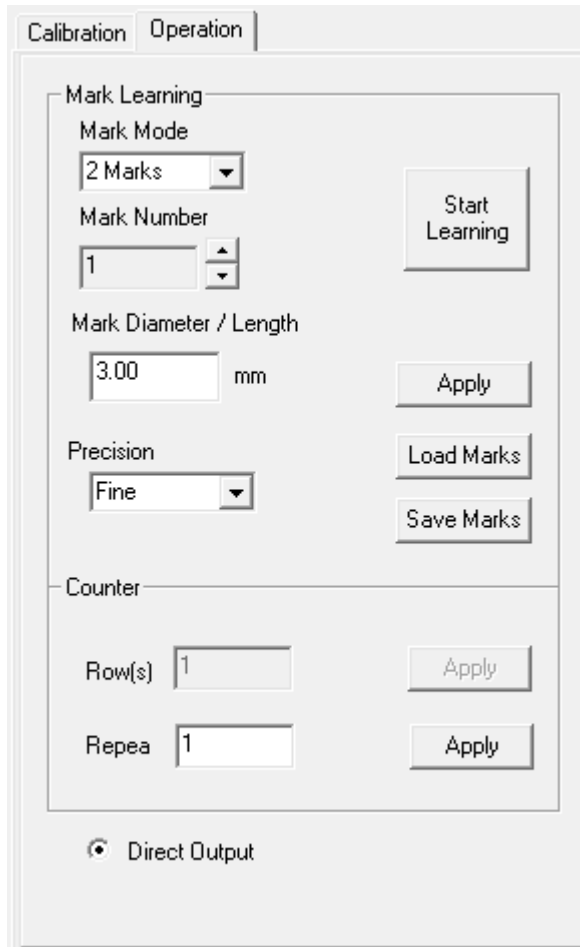 Calibration Operation
Mark Learning
Mark Mode
2 Marks
Start
Learning
Mark Number
1
Mark Diameter / Length
3.00 mm Apply
Precision
Load Marks
Fine
Save Marks
Counter
Row(s) 1 Apply
Repea 1 Apply
Direct Output